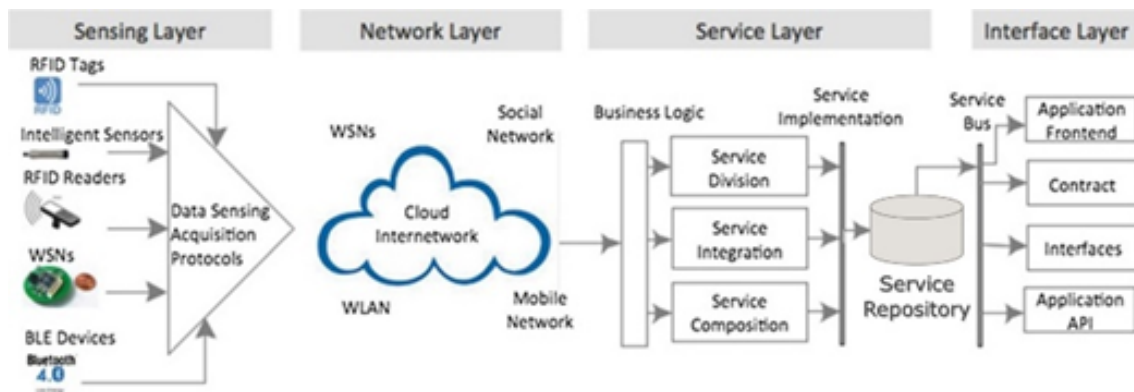 Sensing Layer
Network Layer
Service Layer
Interface Layer
RFID Tags
RFID
Intelligent Sensors
RFID Readers
WSNs
BLE Devices
Bluetooth
4.0
Data Sensing
Acquisition
Protocols
WSNs
Social
Network
Cloud
Internetwork
WLAN
Mobile
Network
Business Logic
Service
Division
Service
Integration
Service
Composition
Service
Implementation
Service
Repository
Service
Bus
Application
Frontend
Contract
Interfaces
Application
API